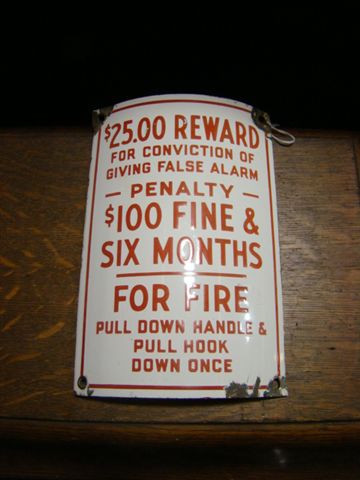 $25.00 REWARD
FOR CONVICTION OF
GIVING FALSE ALARM
— PENALTY —
$100 FINE &
SIX MONTHS
FOR FIRE
PULL DOWN HANDLE &
PULL HOOK
DOWN ONCE